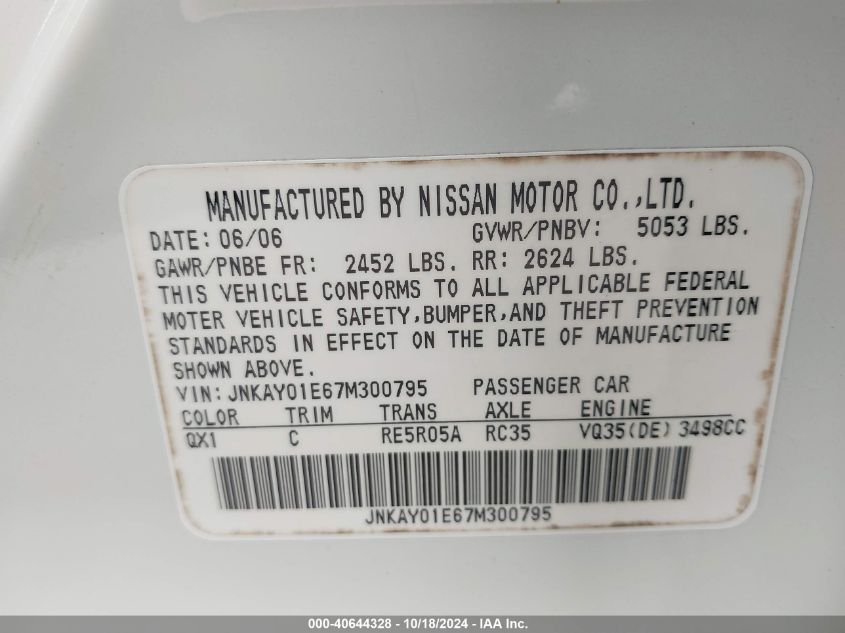 MANUFACTURED BY NISSAN MOTOR CO.,LTD.
DATE: 06/06 GVWR/PNBV: 5053 LBS.
GAWR/PNBE FR: 2452 LBS. RR: 2624 LBS.
THIS VEHICLE CONFORMS TO ALL APPLICABLE FEDERAL
MOTER VEHICLE SAFETY,BUMPER,AND THEFT PREVENTION
STANDARDS IN EFFECT ON THE DATE OF MANUFACTURE
SHOWN ABOVE.
VIN: JNKAY01E67M300795 PASSENGER CAR
COLOR TRIM TRANS AXLE ENGINE
QX1 C RE5R05A RC35 VQ35(DE) 3498CC
JNKAY01E67M300795
000-40644328 - 10/18/2024 - IAA Inc.